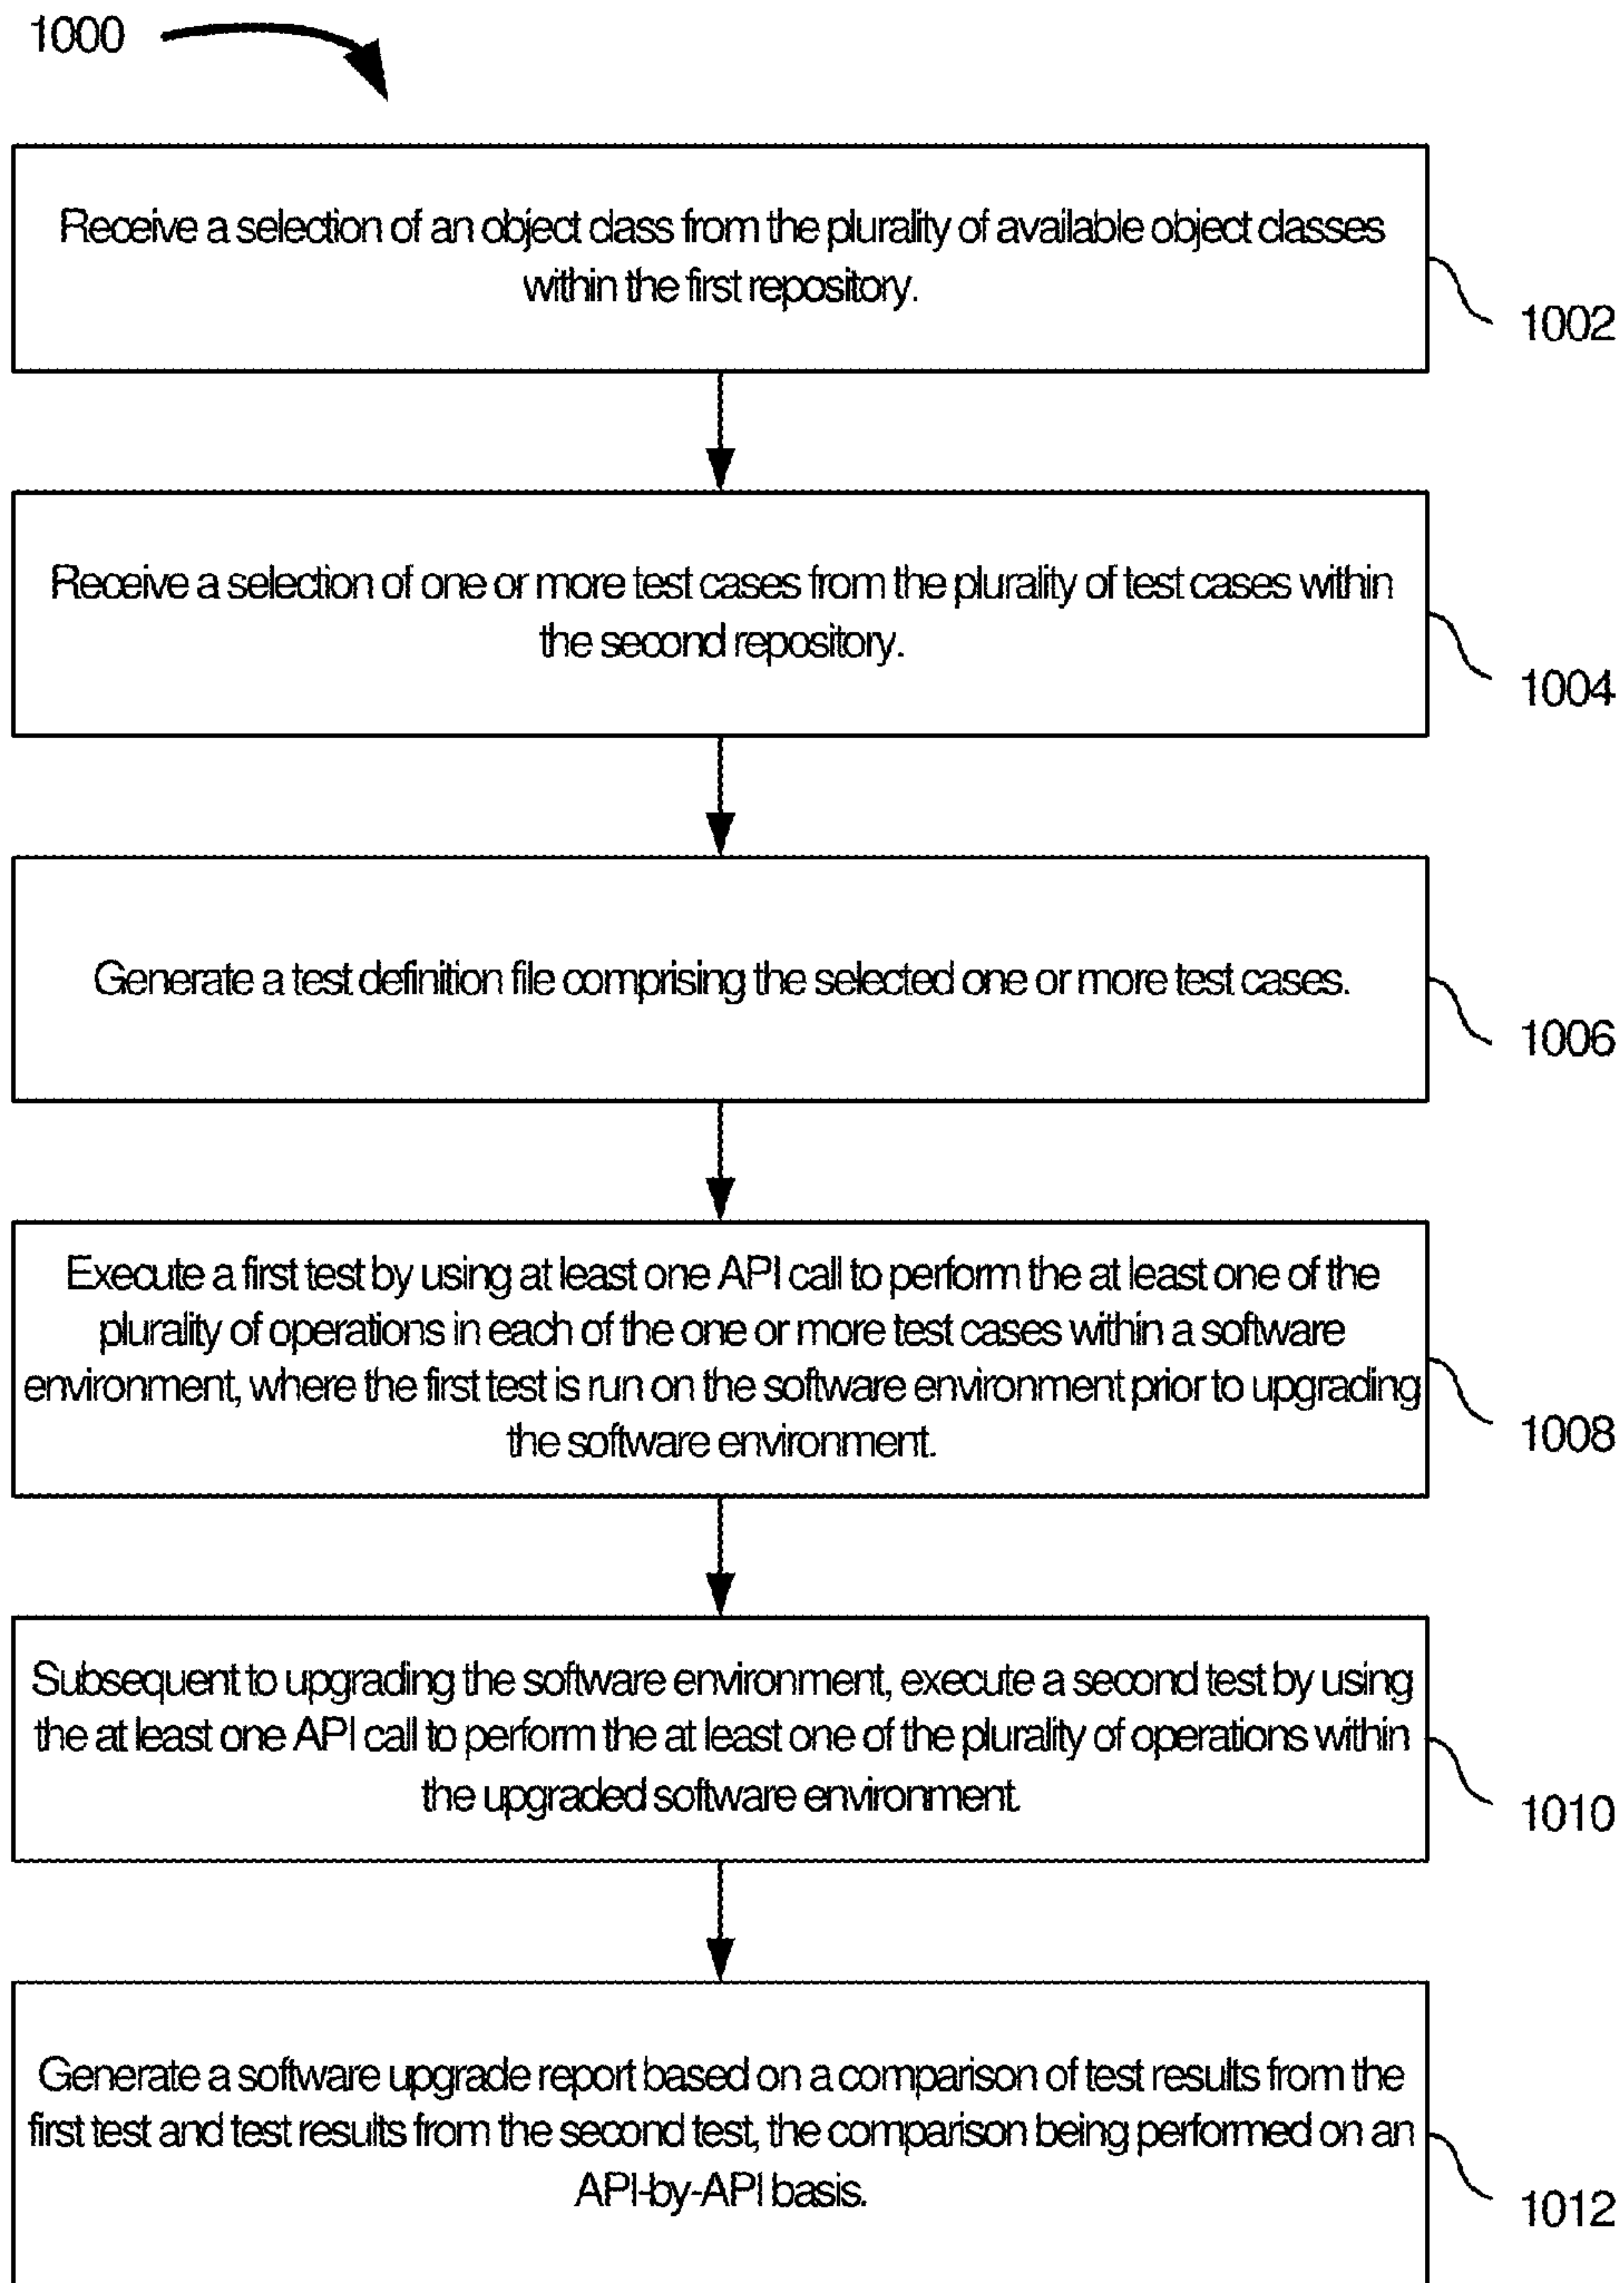 1000
Receive a selection of an object class from the plurality of available object classes
within the first repository.
1002
Receive a selection of one or more test cases from the plurality of test cases within
the second repository.
1004
Generate a test definition file comprising the selected one or more test cases.
1006
Execute a first test by using at least one API call to perform the at least one of the
plurality of operations in each of the one or more test cases within a software
environment, where the first test is run on the software environment prior to upgrading
the software environment.
1008
Subsequent to upgrading the software environment, execute a second test by using
the at least one API call to perform the at least one of the plurality of operations within
the upgraded software environment.
1010
Generate a software upgrade report based on a comparison of test results from the
first test and test results from the second test, the comparison being performed on an
API-by-API basis.
1012